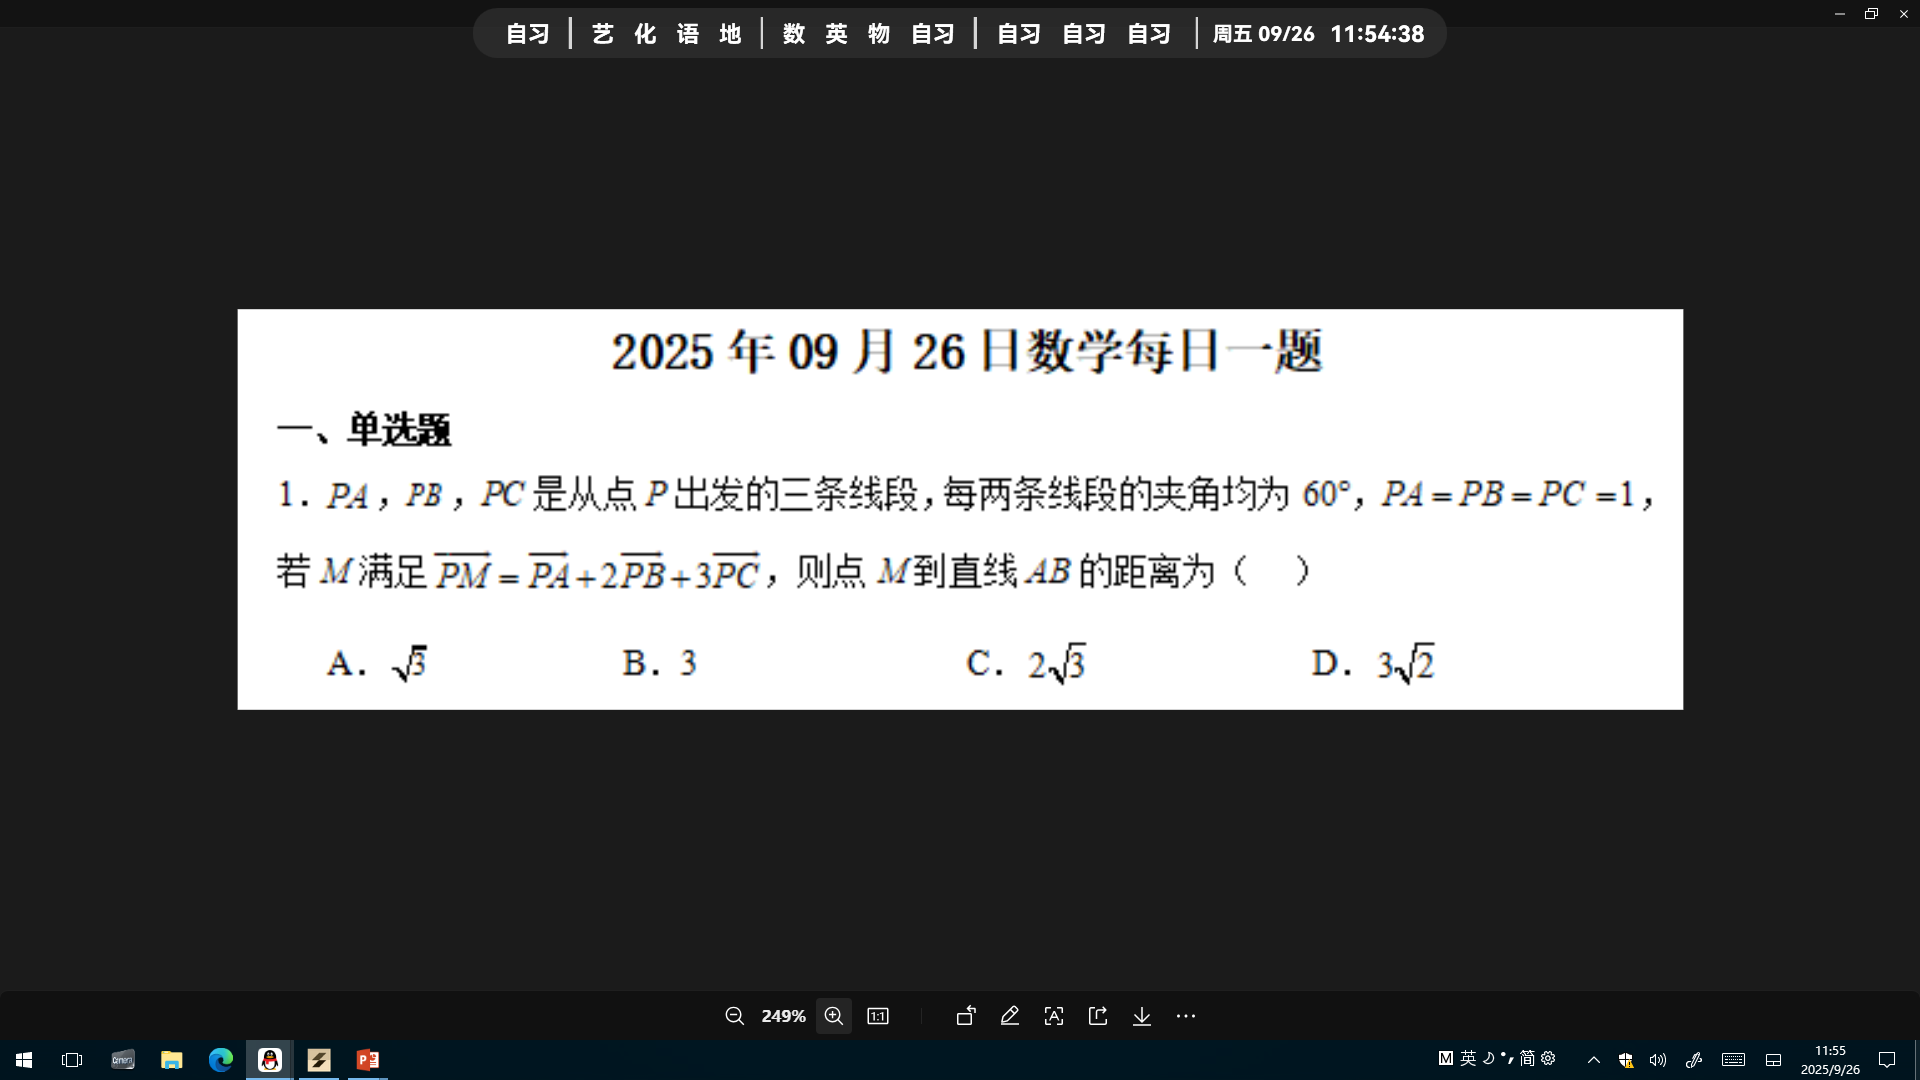 自习 | 艺 化 语 地 | 数 英 物 自习 | 自习 自习 自习 | 周五 09/26 11:54:38
2025 年 09 月 26 日数学每日一题
一、单选题
1. PA，PB，PC 是从点 P 出发的三条线段，每两条线段的夹角均为 60°，PA = PB = PC = 1，
若 M 满足 \overrightarrow{PM} = \overrightarrow{PA} + 2\overrightarrow{PB} + 3\overrightarrow{PC}，则点 M 到直线 AB 的距离为（ ）
A. √3 B. 3 C. 2√3 D. 3√2
249% 1:1
英 简 11:55
2025/9/26